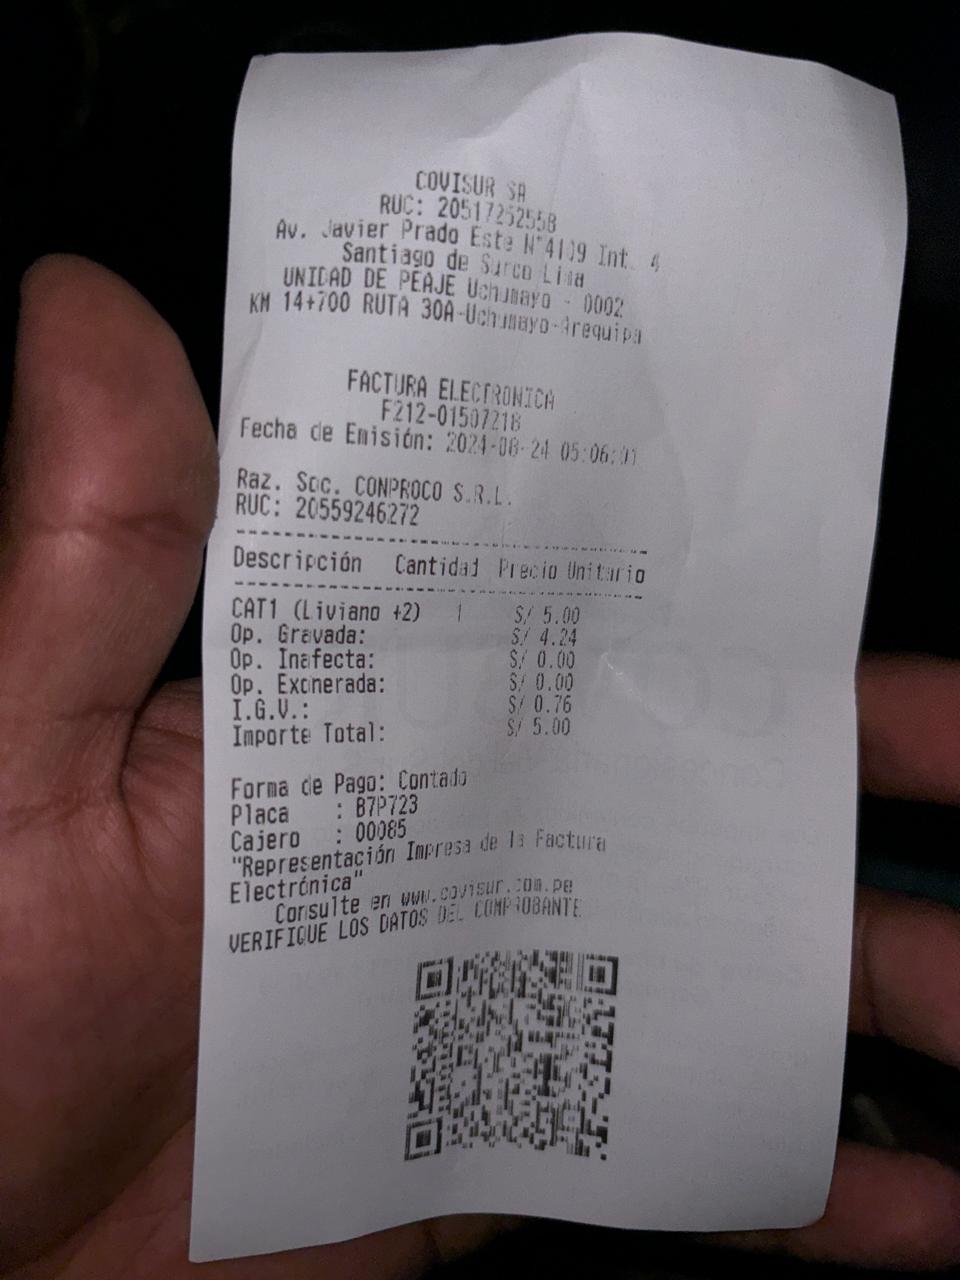 COVISUR SA
RUC: 20517252558
Av. Javier Prado Este N°4109 Int. 4
Santiago de Surco Lima
UNIDAD DE PEAJE Uchumayo - 0002
KM 14+700 RUTA 30A-Uchumayo-Arequipa
FACTURA ELECTRONICA
F212-01507218
Fecha de Emisión: 2024-08-24 05:06:01
Raz. Soc. CONPROCO S.R.L.
RUC: 20559246272
Descripción Cantidad Precio Unitario
CAT1 (Liviano +2) 1 S/ 5.00
Op. Gravada: S/ 4.24
Op. Inafecta: S/ 0.00
Op. Exonerada: S/ 0.00
I.G.V.: S/ 0.76
Importe Total: S/ 5.00
Forma de Pago: Contado
Placa : B7P723
Cajero : 00085
"Representación Impresa de la Factura
Electrónica"
Consulte en www.covisur.com.pe
VERIFIQUE LOS DATOS DEL COMPROBANTE